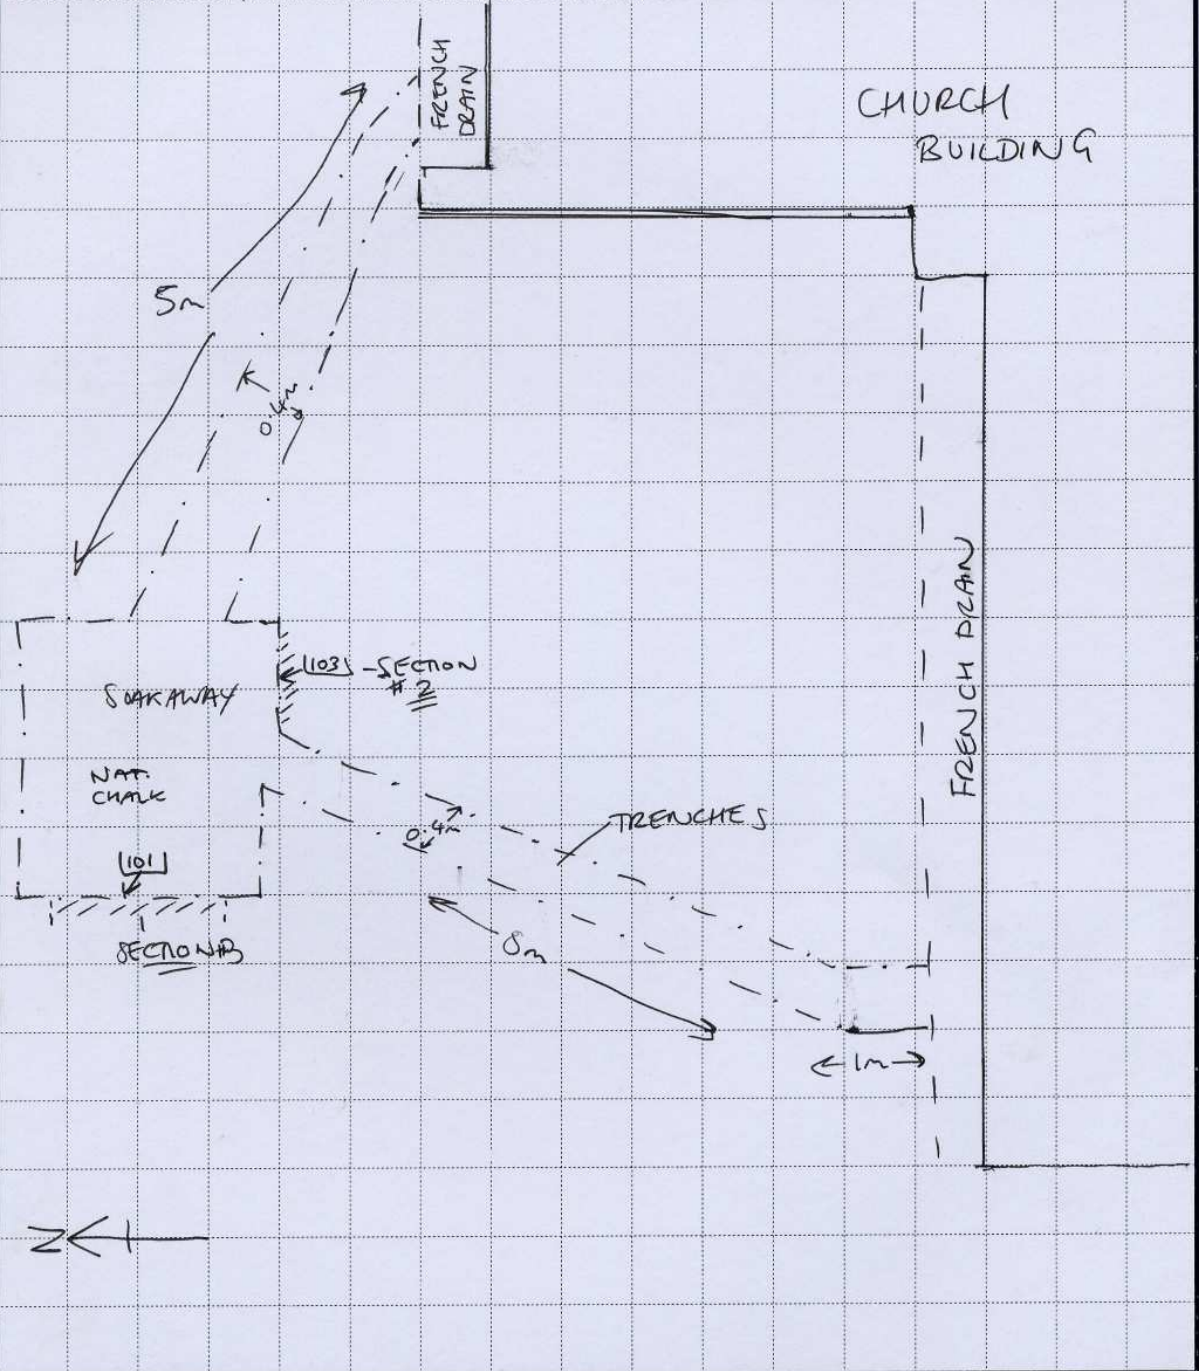 FRENCH
DRAIN
CHURCH
BUILDING
5m
0.4m
[103] - SECTION
# 2
SOAKAWAY
NAT.
CHALK
FRENCH DRAIN
0.4m
TRENCHES
[101]
8m
1m
N